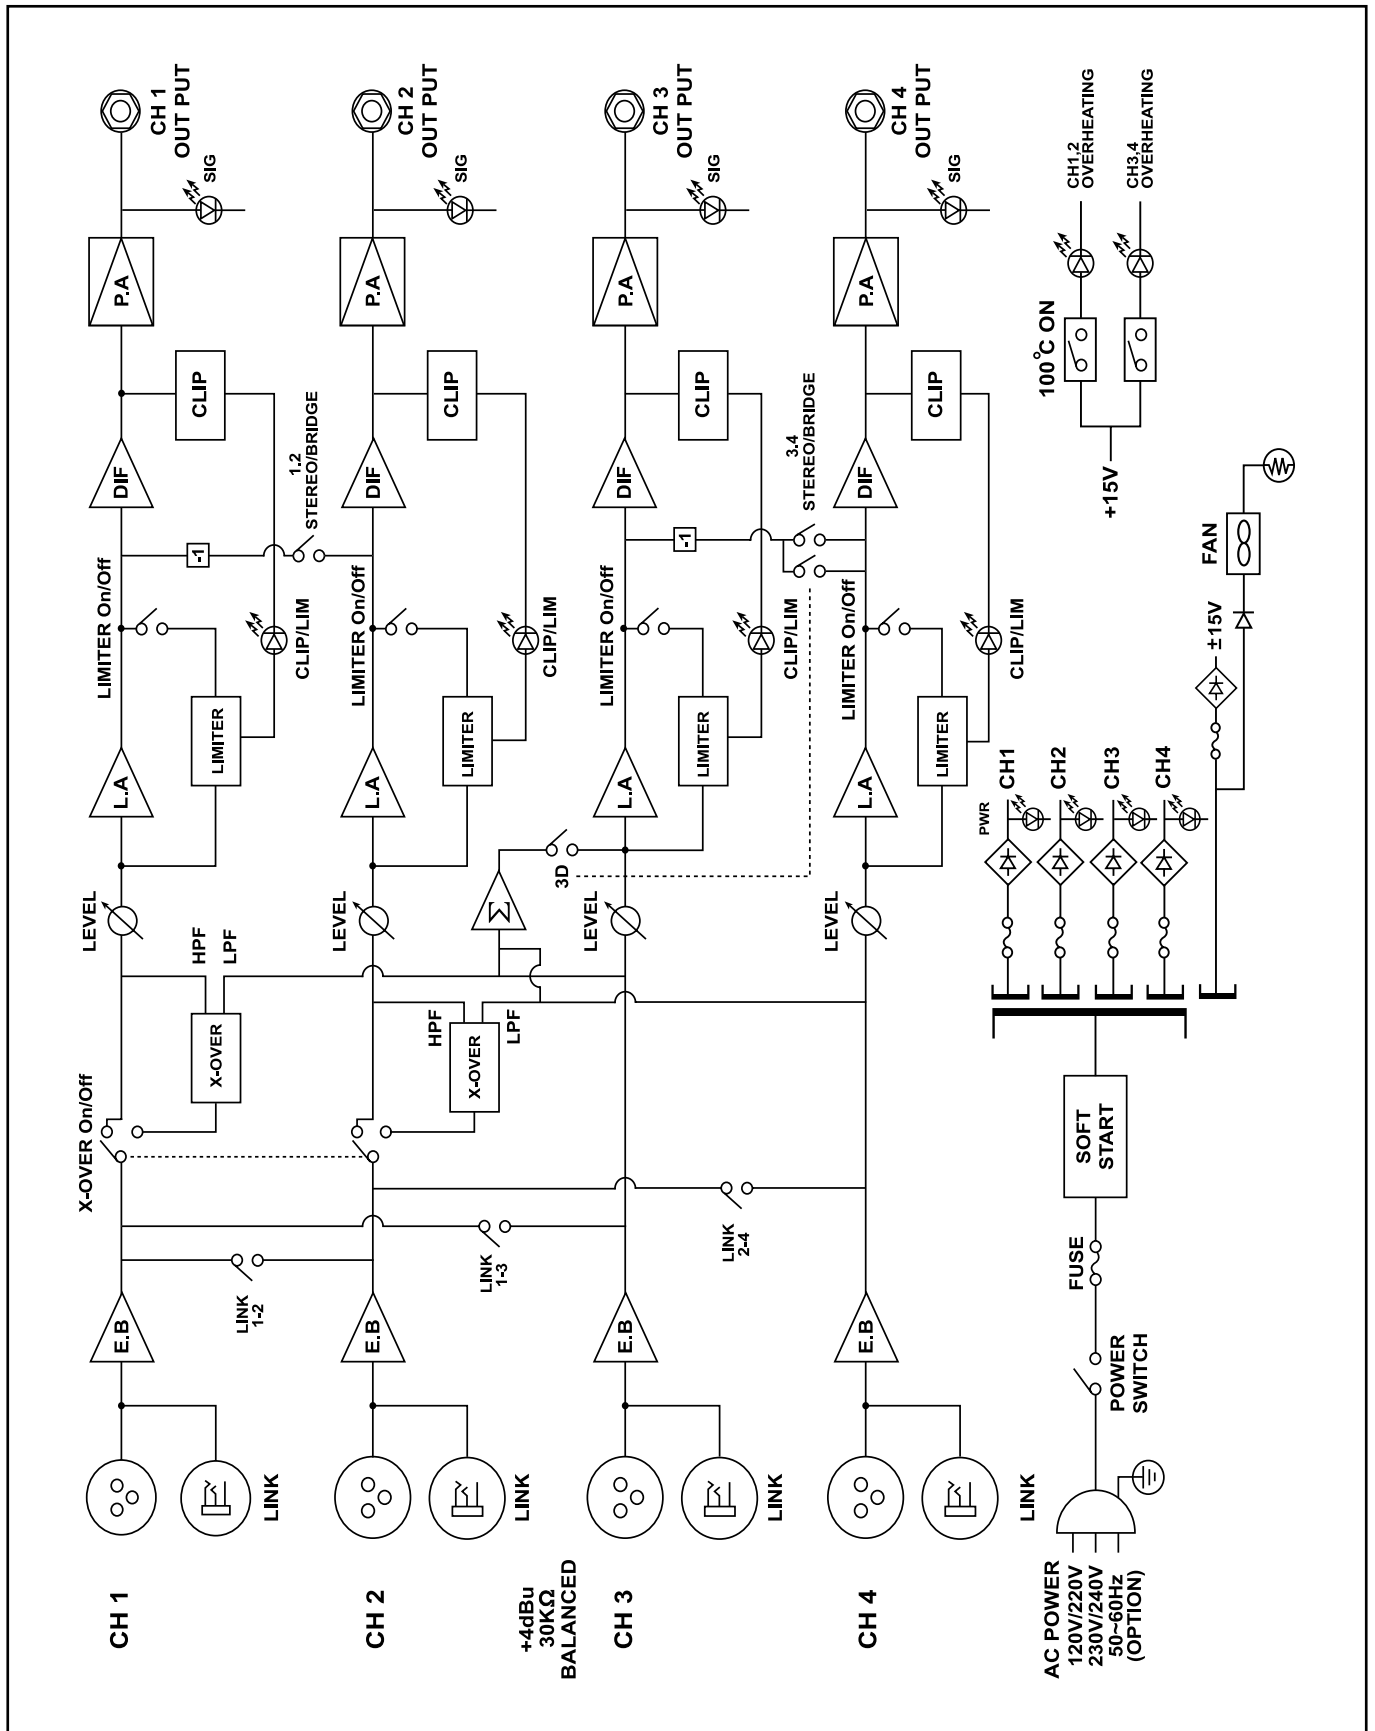 CH 1
LINK
E.B
LINK
1-2
X-OVER On/Off
X-OVER
HPF
LPF
LEVEL
L.A
LIMITER
LIMITER On/Off
CLIP/LIM
-1
1.2
STEREO/BRIDGE
DIF
CLIP
P.A
SIG
CH 1
OUT PUT
CH 2
LINK
E.B
LINK
1-3
X-OVER
HPF
LPF
LEVEL
Σ
3D
L.A
LIMITER
LIMITER On/Off
CLIP/LIM
DIF
CLIP
P.A
SIG
CH 2
OUT PUT
+4dBu
30KΩ
BALANCED
CH 3
LINK
E.B
LINK
2-4
LEVEL
L.A
LIMITER
LIMITER On/Off
CLIP/LIM
-1
3.4
STEREO/BRIDGE
DIF
CLIP
P.A
SIG
CH 3
OUT PUT
CH 4
LINK
E.B
LEVEL
L.A
LIMITER
LIMITER On/Off
CLIP/LIM
DIF
CLIP
P.A
SIG
CH 4
OUT PUT
AC POWER
120V/220V
230V/240V
50~60Hz
(OPTION)
POWER
SWITCH
FUSE
SOFT
START
PWR
CH1
CH2
CH3
CH4
±15V
FAN
+15V
100°C ON
CH1,2
OVERHEATING
CH3,4
OVERHEATING